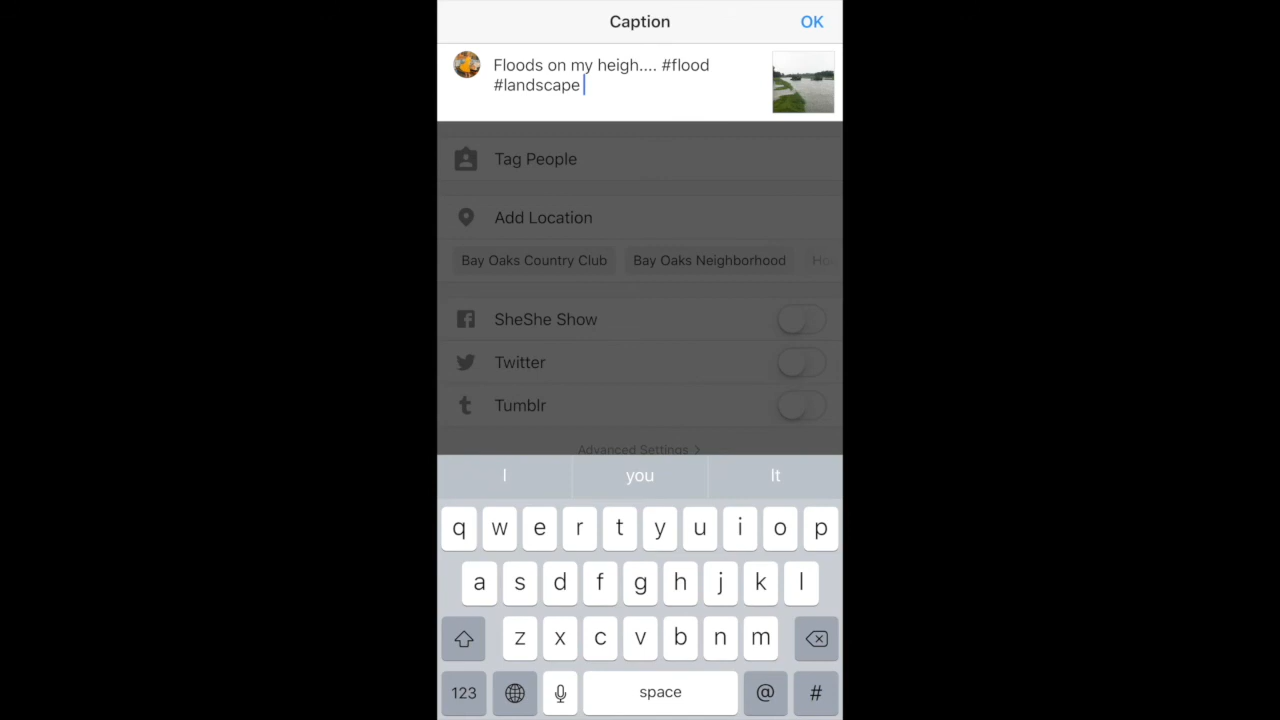 Caption
OK
Floods on my heigh.... #flood
#landscape
Tag People
Add Location
Bay Oaks Country Club
Bay Oaks Neighborhood
SheShe Show
Twitter
Tumblr
Advanced Settings >
I you It
q w e r t y u i o p
a s d f g h j k l
z x c v b n m
123 space @ #